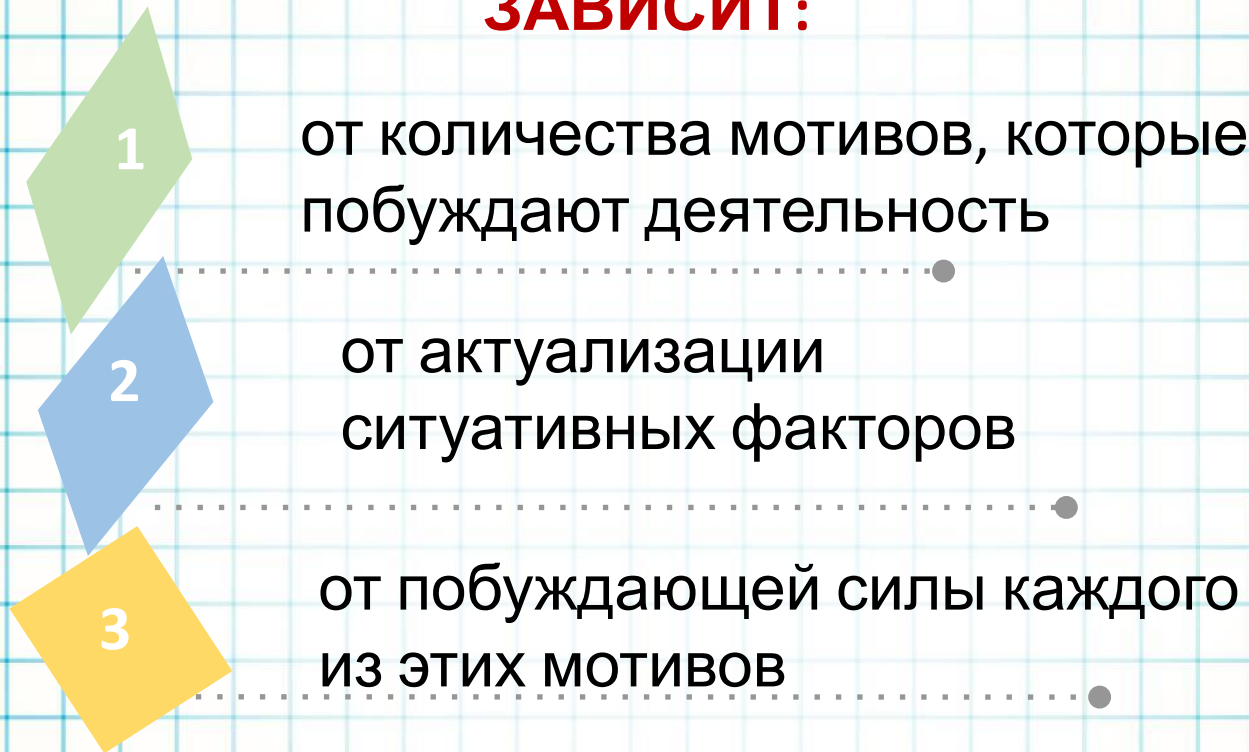 ЗАВИСИТ:
1
от количества мотивов, которые
побуждают деятельность
2
от актуализации
ситуативных факторов
3
от побуждающей силы каждого
из этих мотивов